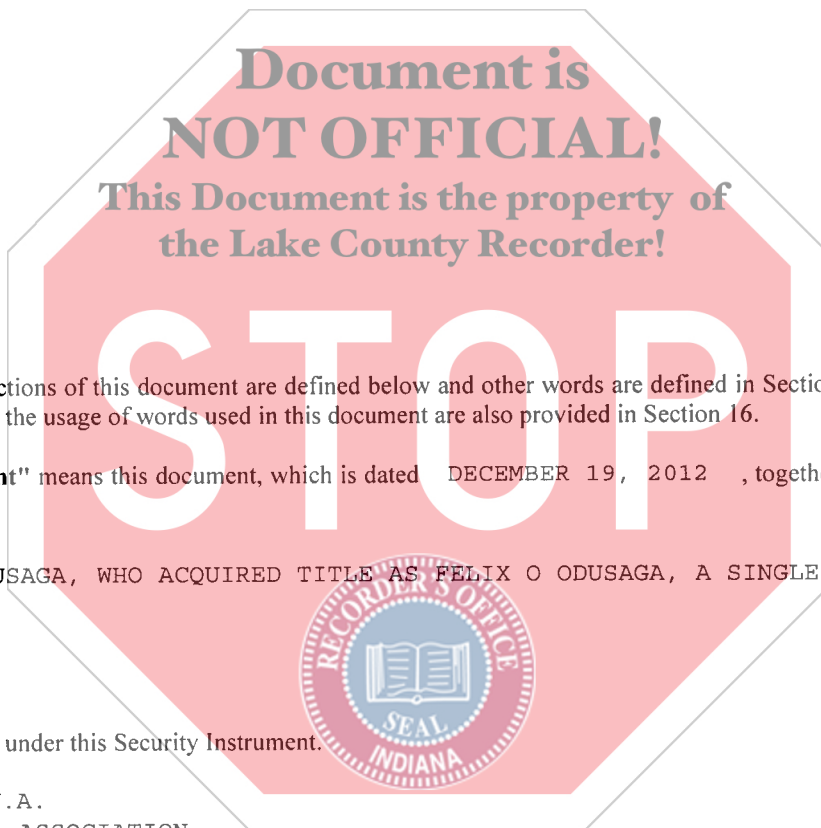 Document is
NOT OFFICIAL!
This Document is the property of
the Lake County Recorder!
STOP
ctions of this document are defined below and other words are defined in Sectio
the usage of words used in this document are also provided in Section 16.
nt" means this document, which is dated DECEMBER 19, 2012 , togethe
USAGA, WHO ACQUIRED TITLE AS FELIX O ODUSAGA, A SINGLE
RECORDER'S OFFICE
SEAL
INDIANA
under this Security Instrument.
.A.
ASSOCIATION